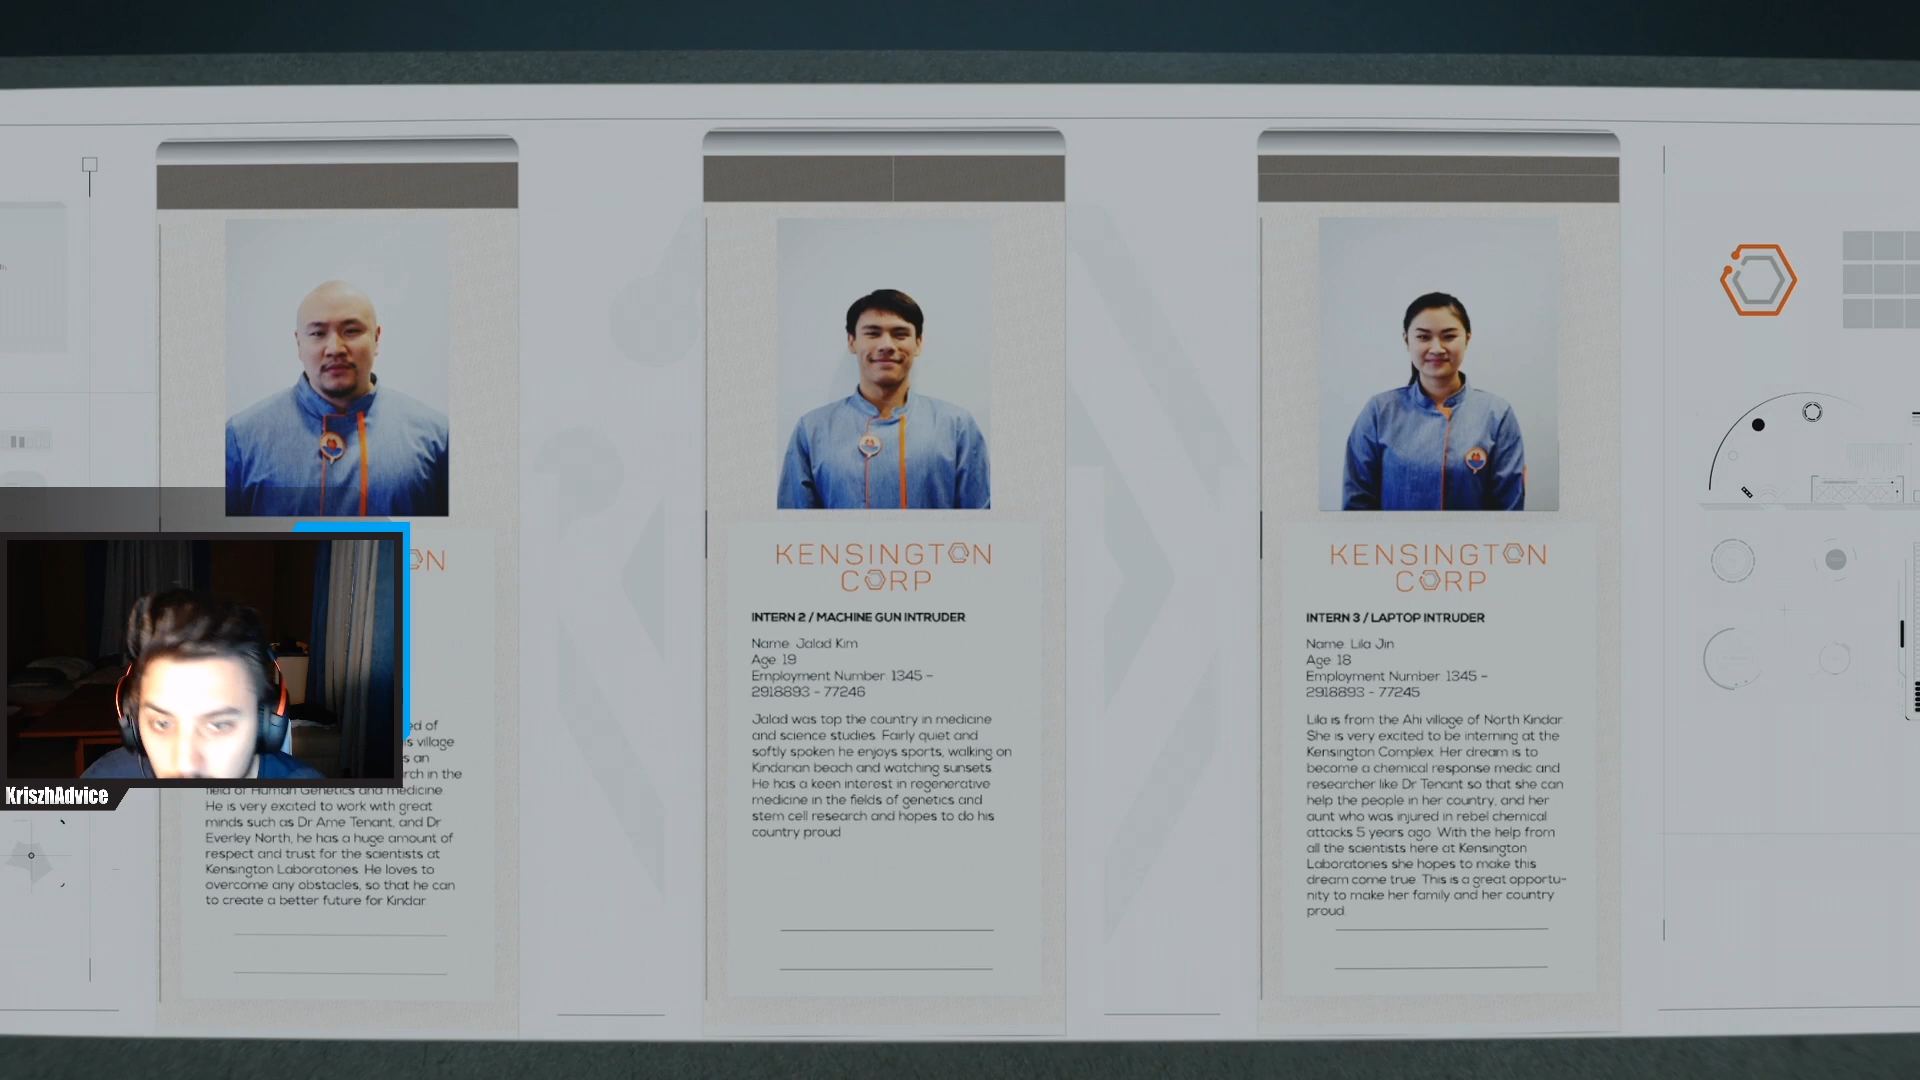 ON
ed of
is village
s an
rch in the
field of Human Genetics and medicine
He is very excited to work with great
minds such as Dr Ame Tenant, and Dr
Everley North, he has a huge amount of
respect and trust for the scientists at
Kensington Laboratories. He loves to
overcome any obstacles, so that he can
to create a better future for Kindar
KENSINGTON
CORP
INTERN 2 / MACHINE GUN INTRUDER
Name: Jalad Kim
Age: 19
Employment Number: 1345 –
2918893 - 77246
Jalad was top the country in medicine
and science studies. Fairly quiet and
softly spoken he enjoys sports, walking on
Kindarian beach and watching sunsets.
He has a keen interest in regenerative
medicine in the fields of genetics and
stem cell research and hopes to do his
country proud
KENSINGTON
CORP
INTERN 3 / LAPTOP INTRUDER
Name: Lila Jin
Age: 18
Employment Number: 1345 –
2918893 - 77245
Lila is from the Ahi village of North Kindar.
She is very excited to be interning at the
Kensington Complex. Her dream is to
become a chemical response medic and
researcher like Dr Tenant so that she can
help the people in her country, and her
aunt who was injured in rebel chemical
attacks 5 years ago. With the help from
all the scientists here at Kensington
Laboratories she hopes to make this
dream come true. This is a great opportu-
nity to make her family and her country
proud.
KriszhAdvice